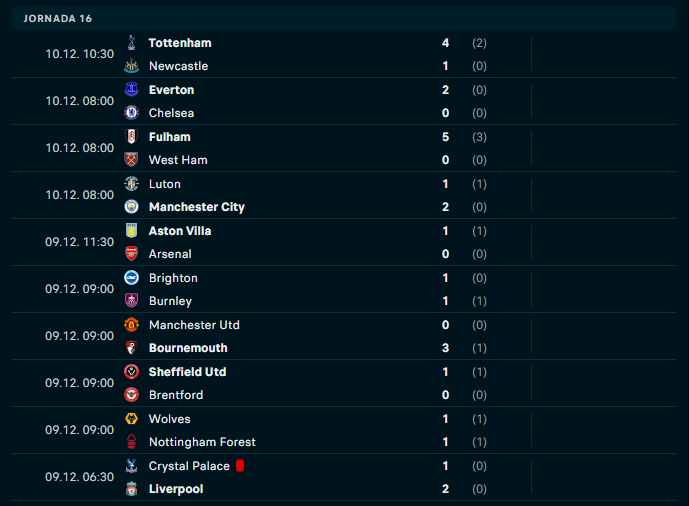 JORNADA 16
10.12. 10:30
Tottenham 4 (2)
Newcastle 1 (0)
10.12. 08:00
Everton 2 (0)
Chelsea 0 (0)
10.12. 08:00
Fulham 5 (3)
West Ham 0 (0)
10.12. 08:00
Luton 1 (1)
Manchester City 2 (0)
09.12. 11:30
Aston Villa 1 (1)
Arsenal 0 (0)
09.12. 09:00
Brighton 1 (0)
Burnley 1 (1)
09.12. 09:00
Manchester Utd 0 (0)
Bournemouth 3 (1)
09.12. 09:00
Sheffield Utd 1 (1)
Brentford 0 (0)
09.12. 09:00
Wolves 1 (1)
Nottingham Forest 1 (1)
09.12. 06:30
Crystal Palace 1 (0)
Liverpool 2 (0)